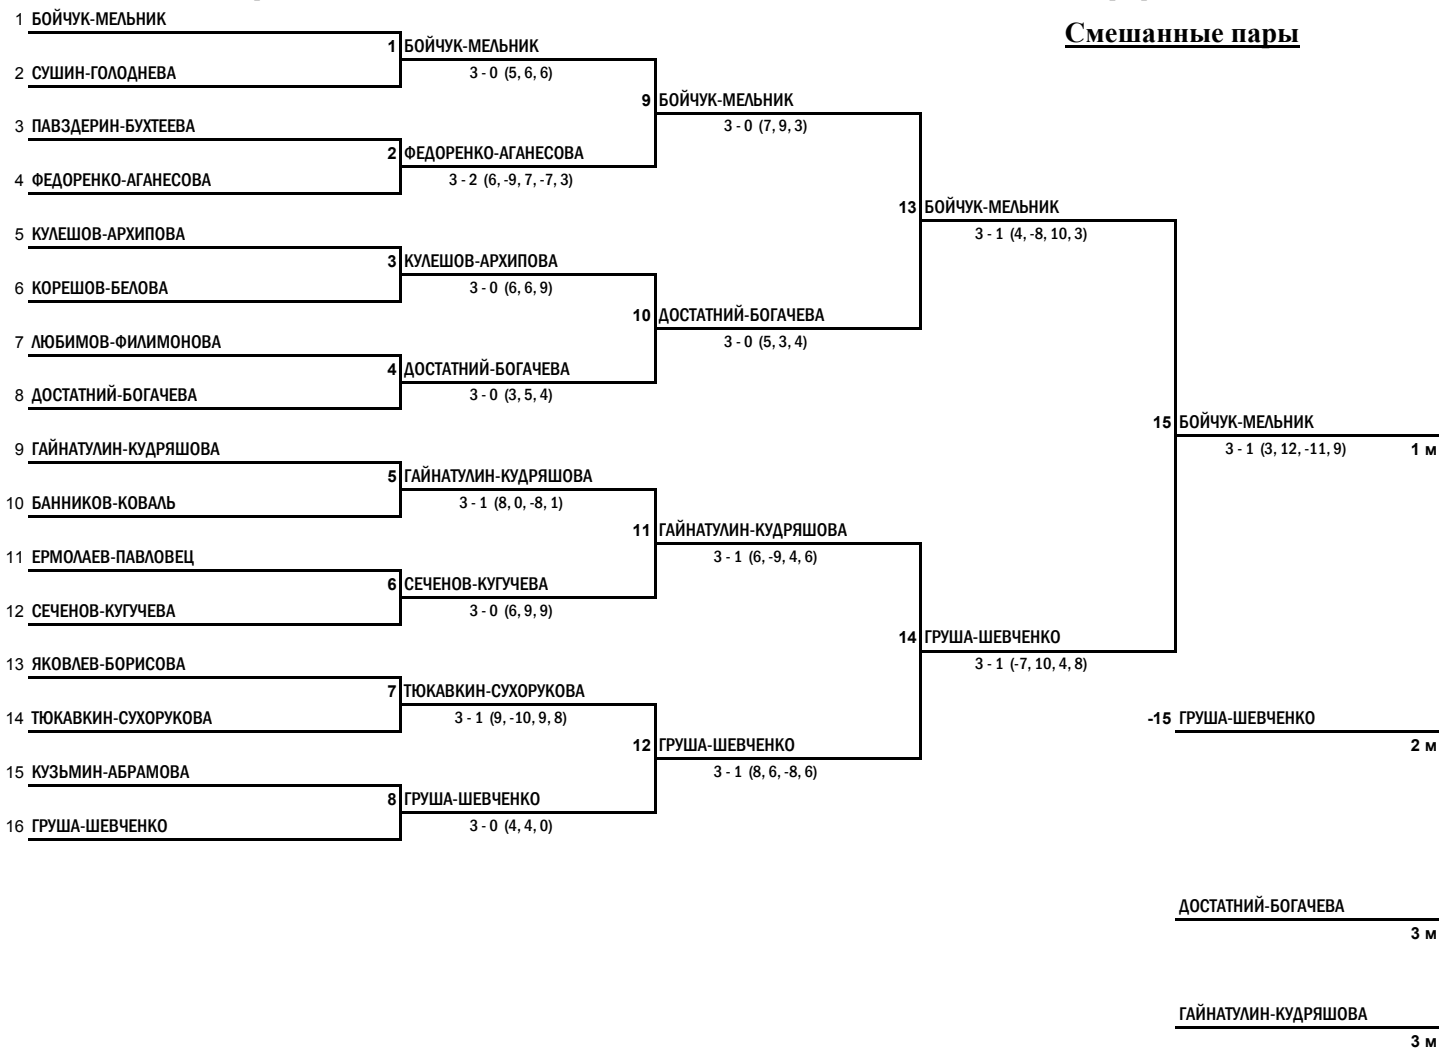 1 БОЙЧУК-МЕЛЬНИК
Смешанные пары
1 БОЙЧУК-МЕЛЬНИК
2 СУШИН-ГОЛОДНЕВА
3 - 0 (5, 6, 6)
9 БОЙЧУК-МЕЛЬНИК
3 ПАВЗДЕРИН-БУХТЕЕВА
3 - 0 (7, 9, 3)
2 ФЕДОРЕНКО-АГАНЕСОВА
4 ФЕДОРЕНКО-АГАНЕСОВА
3 - 2 (6, -9, 7, -7, 3)
13 БОЙЧУК-МЕЛЬНИК
5 КУЛЕШОВ-АРХИПОВА
3 - 1 (4, -8, 10, 3)
3 КУЛЕШОВ-АРХИПОВА
6 КОРЕШОВ-БЕЛОВА
3 - 0 (6, 6, 9)
10 ДОСТАТНИЙ-БОГАЧЕВА
7 ЛЮБИМОВ-ФИЛИМОНОВА
3 - 0 (5, 3, 4)
4 ДОСТАТНИЙ-БОГАЧЕВА
8 ДОСТАТНИЙ-БОГАЧЕВА
3 - 0 (3, 5, 4)
15 БОЙЧУК-МЕЛЬНИК
9 ГАЙНАТУЛИН-КУДРЯШОВА
3 - 1 (3, 12, -11, 9) 1 м
5 ГАЙНАТУЛИН-КУДРЯШОВА
10 БАННИКОВ-КОВАЛЬ
3 - 1 (8, 0, -8, 1)
11 ГАЙНАТУЛИН-КУДРЯШОВА
11 ЕРМОЛАЕВ-ПАВЛОВЕЦ
3 - 1 (6, -9, 4, 6)
6 СЕЧЕНОВ-КУГУЧЕВА
12 СЕЧЕНОВ-КУГУЧЕВА
3 - 0 (6, 9, 9)
14 ГРУША-ШЕВЧЕНКО
13 ЯКОВЛЕВ-БОРИСОВА
3 - 1 (-7, 10, 4, 8)
7 ТЮКАВКИН-СУХОРУКОВА
14 ТЮКАВКИН-СУХОРУКОВА
3 - 1 (9, -10, 9, 8)
-15 ГРУША-ШЕВЧЕНКО
12 ГРУША-ШЕВЧЕНКО
2 м
15 КУЗЬМИН-АБРАМОВА
3 - 1 (8, 6, -8, 6)
8 ГРУША-ШЕВЧЕНКО
16 ГРУША-ШЕВЧЕНКО
3 - 0 (4, 4, 0)
ДОСТАТНИЙ-БОГАЧЕВА
3 м
ГАЙНАТУЛИН-КУДРЯШОВА
3 м